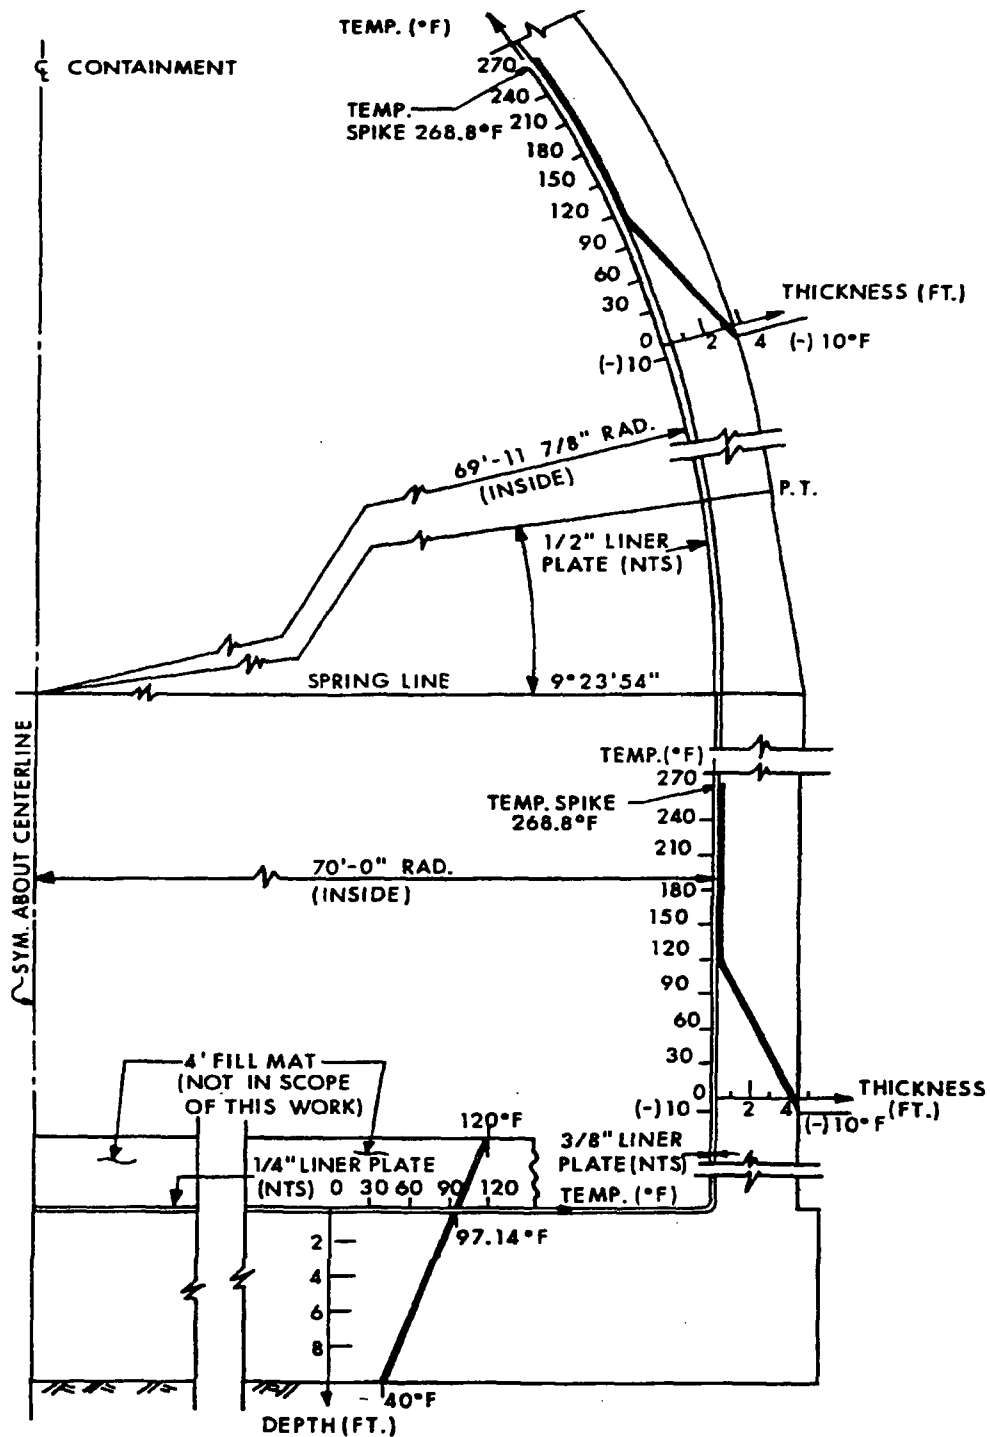 TEMP. (°F)
℄ CONTAINMENT
270
TEMP.
SPIKE 268.8°F
240
210
180
150
120
90
60
30
0
(-)10
THICKNESS (FT.)
2 4 (-) 10°F
69'-11 7/8" RAD.
(INSIDE)
P.T.
1/2" LINER
PLATE (NTS)
SPRING LINE
9°23'54"
SYM. ABOUT CENTERLINE
TEMP.(°F)
270
TEMP. SPIKE
268.8°F
240
210
70'-0" RAD.
(INSIDE)
180
150
120
90
60
30
0
(-)10
2 4
THICKNESS
(FT.)
(-)10°F
4' FILL MAT
(NOT IN SCOPE
OF THIS WORK)
120°F
3/8" LINER
PLATE(NTS)
1/4" LINER PLATE
(NTS)
0 30 60 90 120
TEMP. (°F)
97.14°F
2
4
6
8
40°F
DEPTH (FT.)